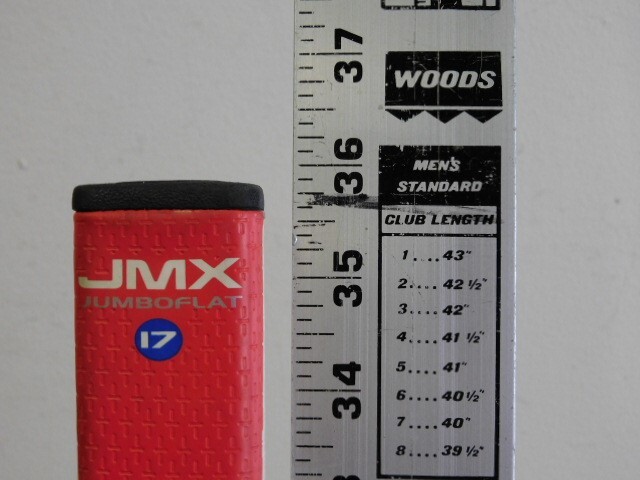 JMX
JUMBOFLAT
17
37
36
35
34
WOODS
MEN'S
STANDARD
CLUB LENGTH
1....43"
2....42 1/2"
3....42"
4....41 1/2"
5....41"
6....40 1/2"
7....40"
8....39 1/2"